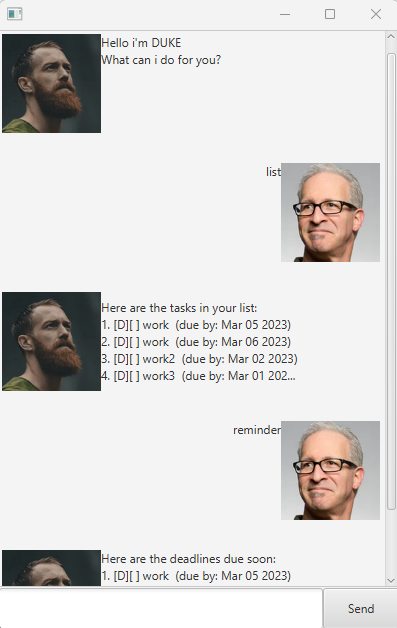 Hello i'm DUKE
What can i do for you?
list
Here are the tasks in your list:
1. [D][ ] work  (due by: Mar 05 2023)
2. [D][ ] work  (due by: Mar 06 2023)
3. [D][ ] work2  (due by: Mar 02 2023)
4. [D][ ] work3  (due by: Mar 01 202...
reminder
Here are the deadlines due soon:
1. [D][ ] work  (due by: Mar 05 2023)
Send